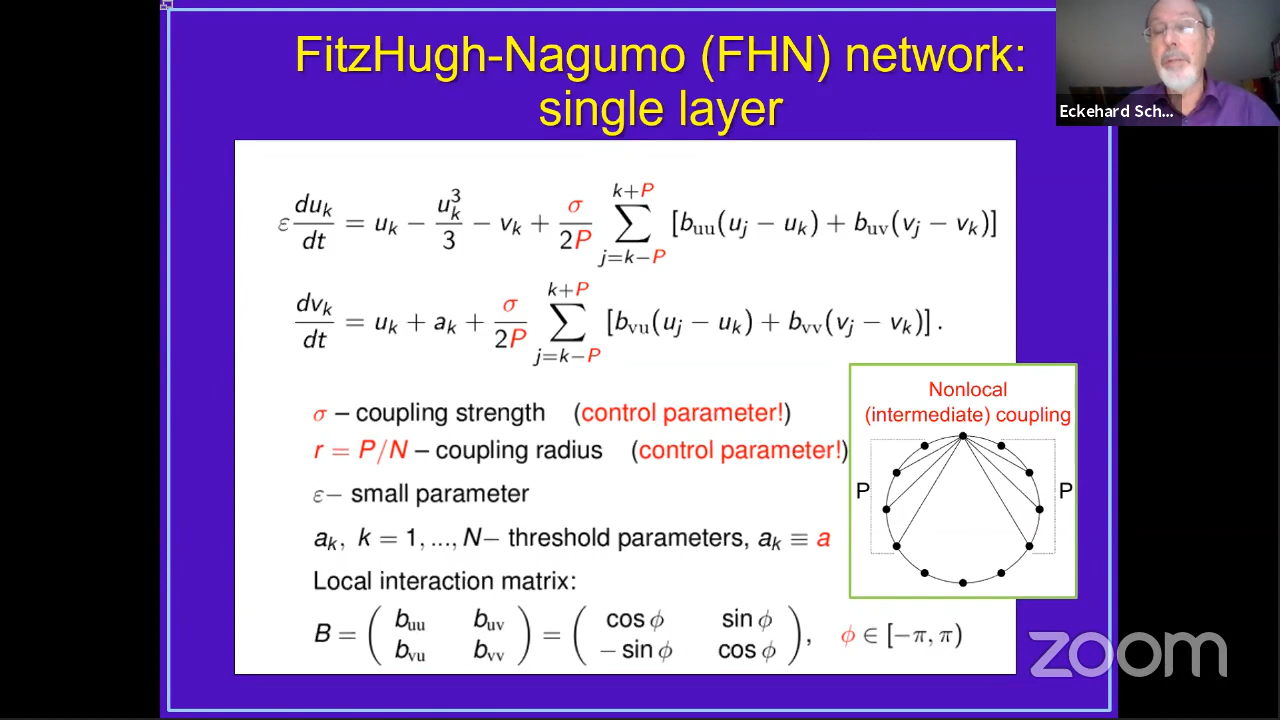 FitzHugh-Nagumo (FHN) network:
single layer
Eckehard Sch...
ε du_k/dt = u_k − u_k^3/3 − v_k + σ/2P ∑_{j=k−P}^{k+P} [b_uu(u_j − u_k) + b_uv(v_j − v_k)]
dv_k/dt = u_k + a_k + σ/2P ∑_{j=k−P}^{k+P} [b_vu(u_j − u_k) + b_vv(v_j − v_k)] .
σ – coupling strength (control parameter!)
r = P/N – coupling radius (control parameter!)
ε− small parameter
a_k, k = 1, ..., N− threshold parameters, a_k ≡ a
Local interaction matrix:
B = ( b_uu b_uv ; b_vu b_vv ) = ( cos ϕ sin ϕ ; − sin ϕ cos ϕ ), ϕ ∈ [−π, π)
Nonlocal
(intermediate) coupling
P P
zoom